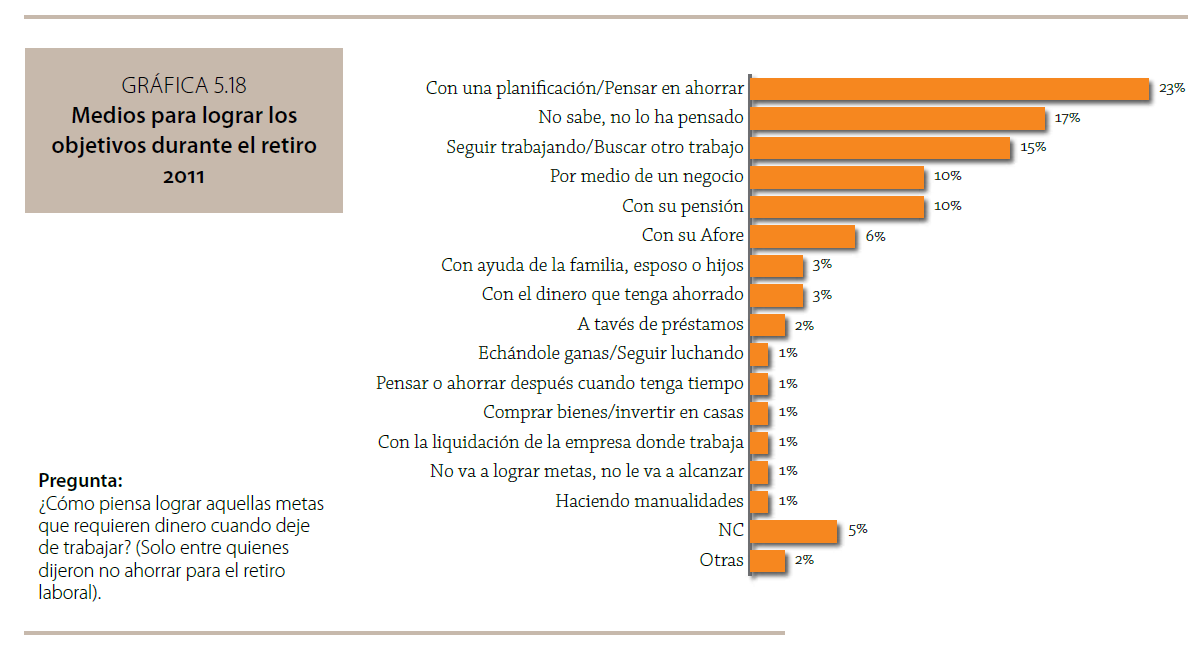 GRÁFICA 5.18
Medios para lograr los
objetivos durante el retiro
2011
Con una planificación/Pensar en ahorrar 23%
No sabe, no lo ha pensado 17%
Seguir trabajando/Buscar otro trabajo 15%
Por medio de un negocio 10%
Con su pensión 10%
Con su Afore 6%
Con ayuda de la familia, esposo o hijos 3%
Con el dinero que tenga ahorrado 3%
A tavés de préstamos 2%
Echándole ganas/Seguir luchando 1%
Pensar o ahorrar después cuando tenga tiempo 1%
Comprar bienes/invertir en casas 1%
Con la liquidación de la empresa donde trabaja 1%
No va a lograr metas, no le va a alcanzar 1%
Haciendo manualidades 1%
NC 5%
Otras 2%
Pregunta:
¿Cómo piensa lograr aquellas metas
que requieren dinero cuando deje
de trabajar? (Solo entre quienes
dijeron no ahorrar para el retiro
laboral).